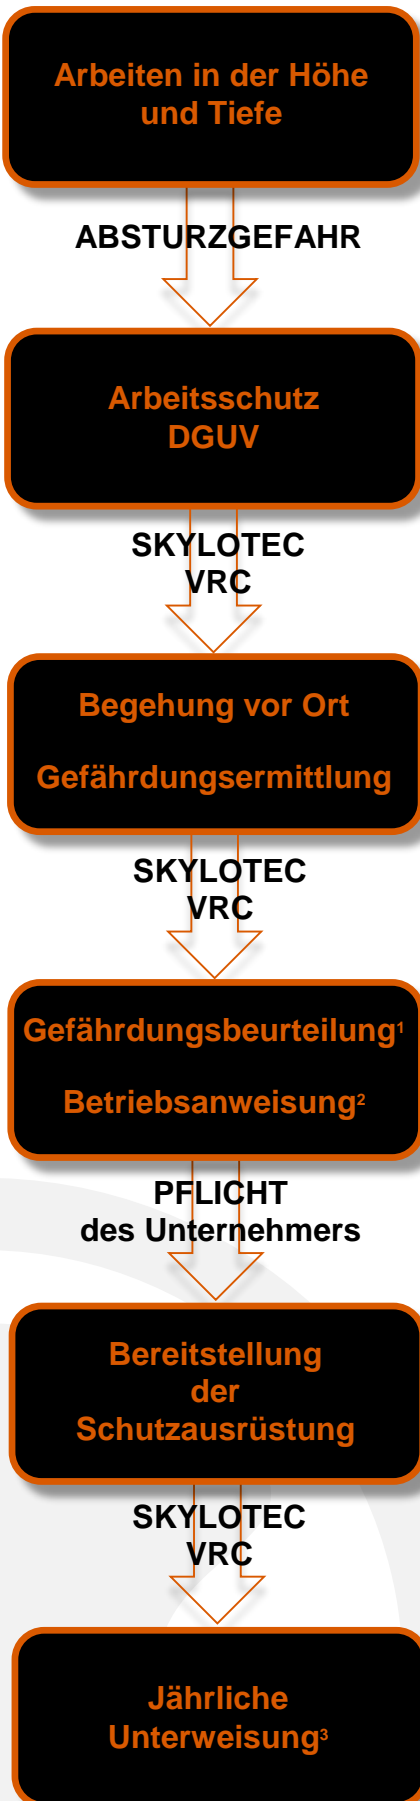 Arbeiten in der Höhe
und Tiefe
ABSTURZGEFAHR
Arbeitsschutz
DGUV
SKYLOTEC
VRC
Begehung vor Ort
Gefährdungsermittlung
SKYLOTEC
VRC
Gefährdungsbeurteilung¹
Betriebsanweisung²
PFLICHT
des Unternehmers
Bereitstellung
der
Schutzausrüstung
SKYLOTEC
VRC
Jährliche
Unterweisung³